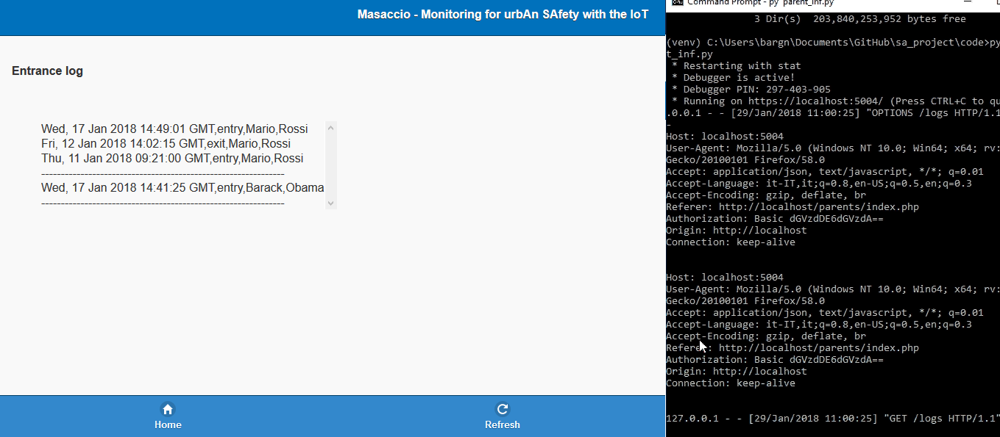 Masaccio - Monitoring for urbAn SAfety with the IoT
Entrance log
Wed, 17 Jan 2018 14:49:01 GMT,entry,Mario,Rossi
Fri, 12 Jan 2018 14:02:15 GMT,exit,Mario,Rossi
Thu, 11 Jan 2018 09:21:00 GMT,entry,Mario,Rossi
--------------------------------------------------------------
Wed, 17 Jan 2018 14:41:25 GMT,entry,Barack,Obama
--------------------------------------------------------------
Home
Refresh
Command Prompt - py parent_inf.py
3 Dir(s)  203,840,253,952 bytes free
(venv) C:\Users\bargn\Documents\GitHub\sa_project\code>py
t_inf.py
* Restarting with stat
* Debugger is active!
* Debugger PIN: 297-403-905
* Running on https://localhost:5004/ (Press CTRL+C to qu
.0.0.1 - - [29/Jan/2018 11:00:25] "OPTIONS /logs HTTP/1.1
-
Host: localhost:5004
User-Agent: Mozilla/5.0 (Windows NT 10.0; Win64; x64; rv:
Gecko/20100101 Firefox/58.0
Accept: application/json, text/javascript, */*; q=0.01
Accept-Language: it-IT,it;q=0.8,en-US;q=0.5,en;q=0.3
Accept-Encoding: gzip, deflate, br
Referer: http://localhost/parents/index.php
Authorization: Basic dGVzdDE6dGVzdA==
Origin: http://localhost
Connection: keep-alive
Host: localhost:5004
User-Agent: Mozilla/5.0 (Windows NT 10.0; Win64; x64; rv:
Gecko/20100101 Firefox/58.0
Accept: application/json, text/javascript, */*; q=0.01
Accept-Language: it-IT,it;q=0.8,en-US;q=0.5,en;q=0.3
Accept-Encoding: gzip, deflate, br
Referer: http://localhost/parents/index.php
Authorization: Basic dGVzdDE6dGVzdA==
Origin: http://localhost
Connection: keep-alive
127.0.0.1 - - [29/Jan/2018 11:00:25] "GET /logs HTTP/1.1"